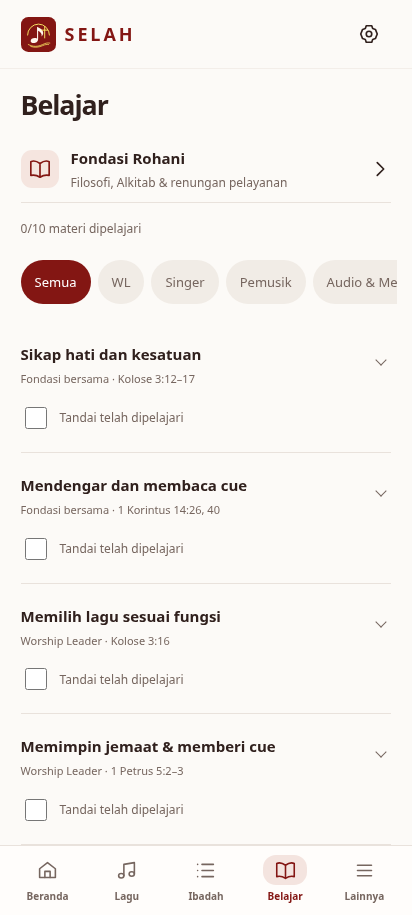 SELAH
Belajar
Fondasi Rohani
Filosofi, Alkitab & renungan pelayanan
0/10 materi dipelajari
Semua WL Singer Pemusik Audio & Me
Sikap hati dan kesatuan
Fondasi bersama · Kolose 3:12–17
Tandai telah dipelajari
Mendengar dan membaca cue
Fondasi bersama · 1 Korintus 14:26, 40
Tandai telah dipelajari
Memilih lagu sesuai fungsi
Worship Leader · Kolose 3:16
Tandai telah dipelajari
Memimpin jemaat & memberi cue
Worship Leader · 1 Petrus 5:2–3
Tandai telah dipelajari
Beranda Lagu Ibadah Belajar Lainnya